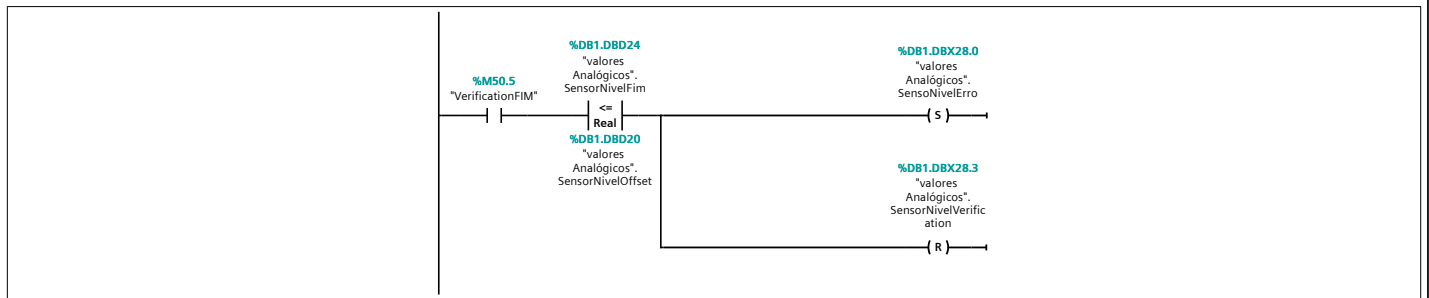 %M50.5
"VerificationFIM"
%DB1.DBD24
"valores
Analógicos".
SensorNivelFim
<=
Real
%DB1.DBD20
"valores
Analógicos".
SensorNivelOffset
%DB1.DBX28.0
"valores
Analógicos".
SensoNivelErro
S
%DB1.DBX28.3
"valores
Analógicos".
SensorNivelVerific
ation
R